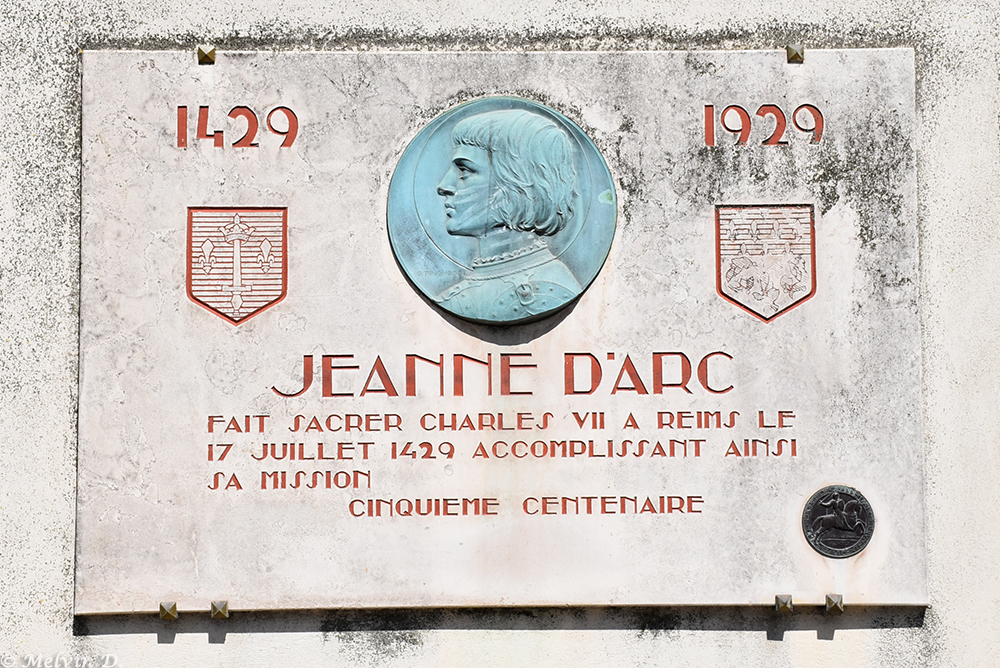 1429
1929
JEANNE D'ARC
FAIT SACRER CHARLES VII A REIMS LE
17 JUILLET 1429 ACCOMPLISSANT AINSI
SA MISSION
CINQUIEME CENTENAIRE
© Melvir. D